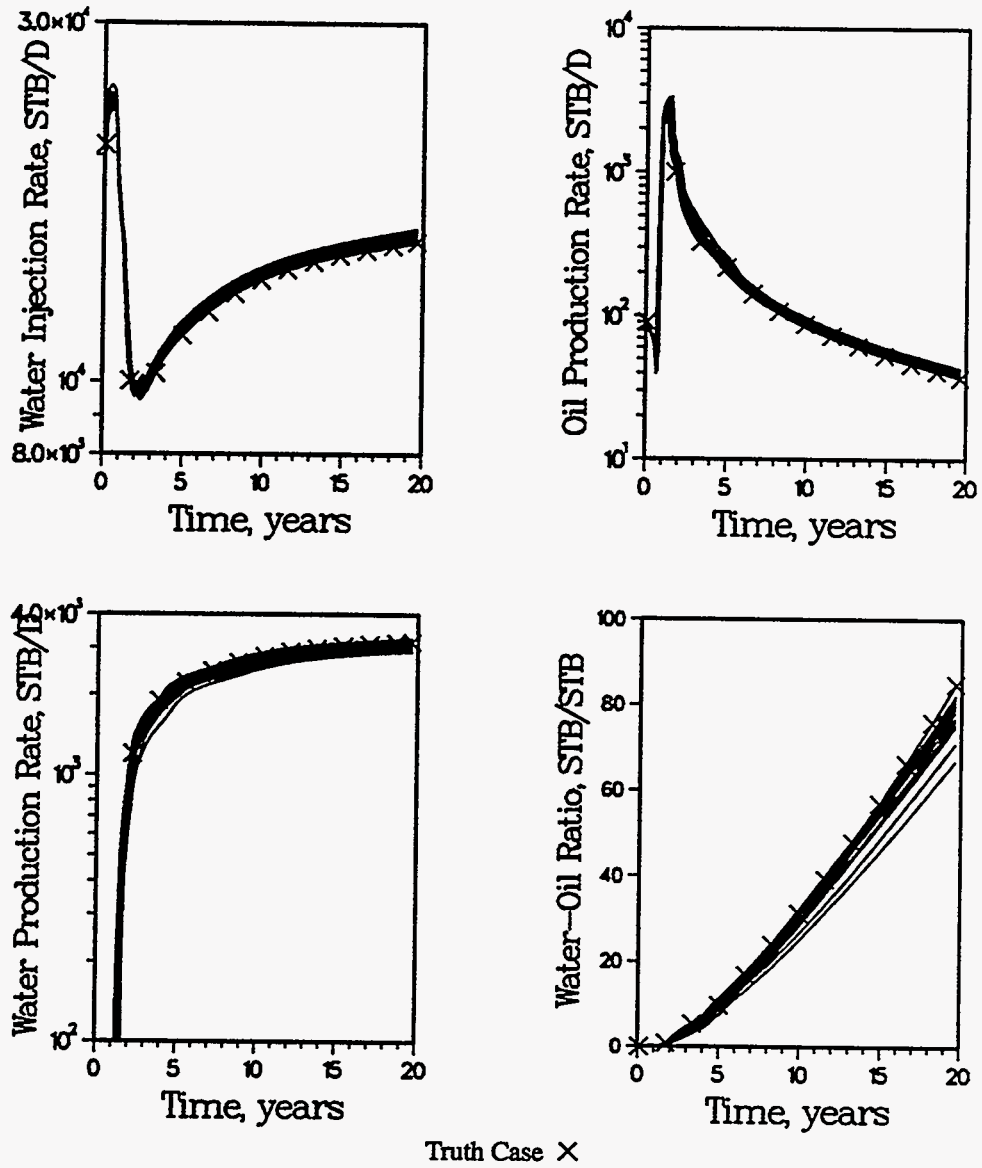 3.0×10⁴
10⁴
8.0×10³
Water Injection Rate, STB/D
0 5 10 15 20
Time, years
10⁴
10³
10²
10¹
Oil Production Rate, STB/D
0 5 10 15 20
Time, years
4.0×10³
10³
10²
Water Production Rate, STB/D
0 5 10 15 20
Time, years
100
80
60
40
20
0
Water-Oil Ratio, STB/STB
0 5 10 15 20
Time, years
Truth Case ×